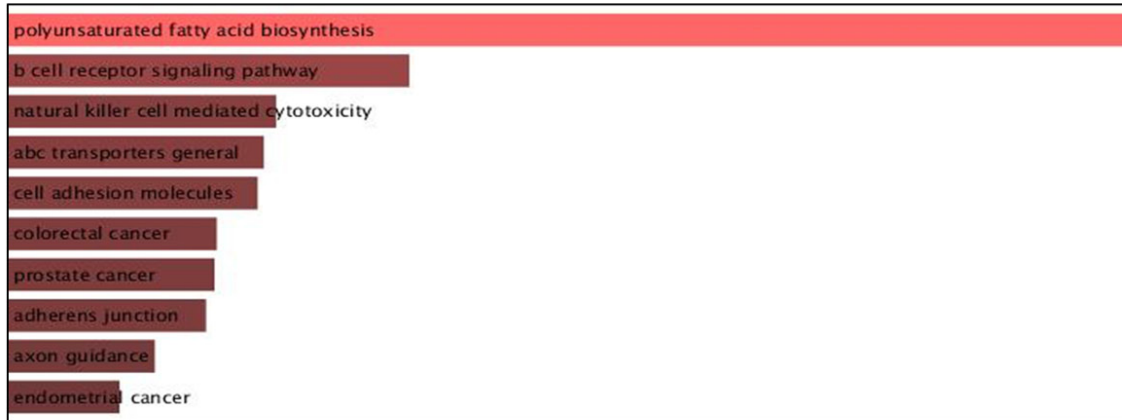 polyunsaturated fatty acid biosynthesis
b cell receptor signaling pathway
natural killer cell mediated cytotoxicity
abc transporters general
cell adhesion molecules
colorectal cancer
prostate cancer
adherens junction
axon guidance
endometrial cancer